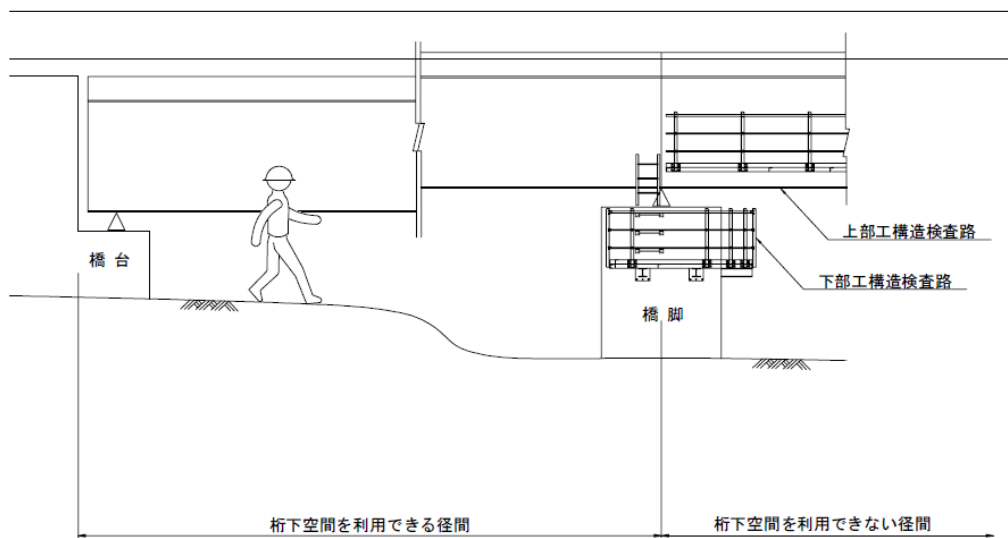 上部工構造検査路
橋 台
下部工構造検査路
橋 脚
桁下空間を利用できる径間
桁下空間を利用できない径間